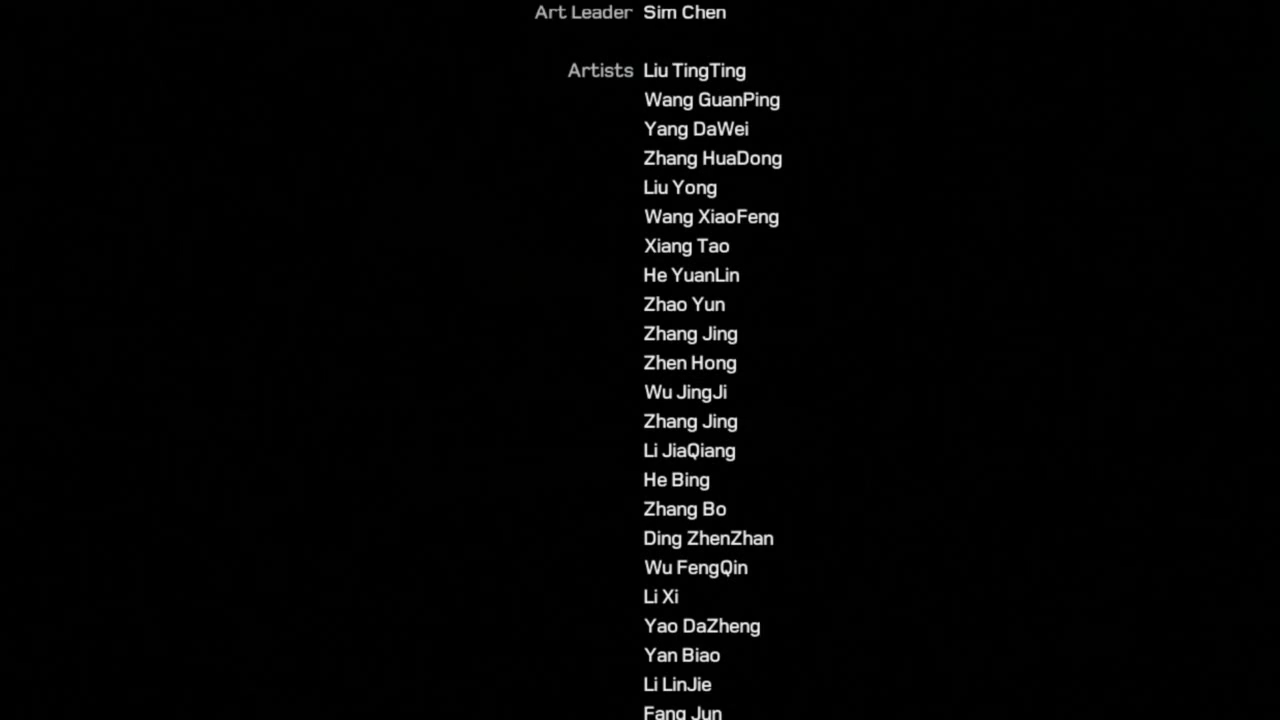 Art Leader Sim Chen
Artists Liu TingTing
Wang GuanPing
Yang DaWei
Zhang HuaDong
Liu Yong
Wang XiaoFeng
Xiang Tao
He YuanLin
Zhao Yun
Zhang Jing
Zhen Hong
Wu JingJi
Zhang Jing
Li JiaQiang
He Bing
Zhang Bo
Ding ZhenZhan
Wu FengQin
Li Xi
Yao DaZheng
Yan Biao
Li LinJie
Fang Jun